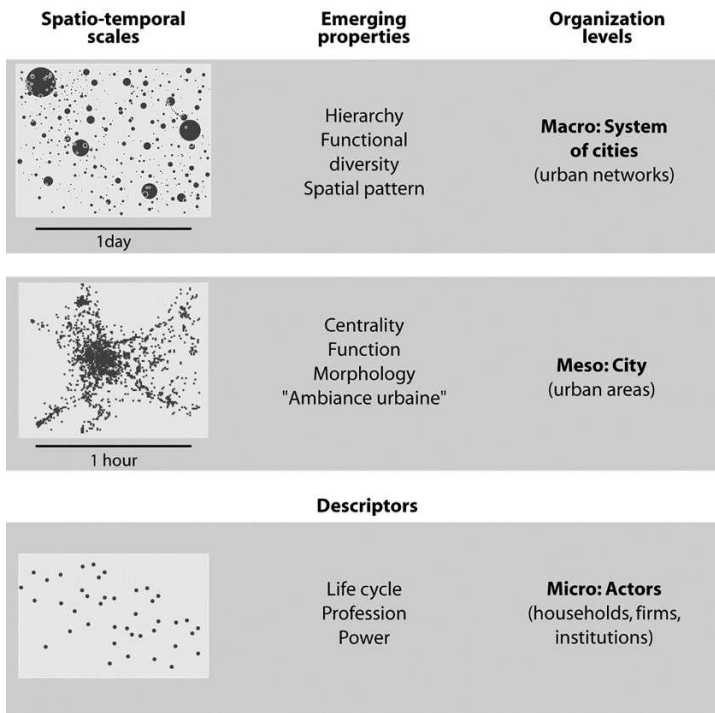 Spatio-temporal
scales
Emerging
properties
Organization
levels
1day
Hierarchy
Functional
diversity
Spatial pattern
Macro: System
of cities
(urban networks)
1 hour
Centrality
Function
Morphology
"Ambiance urbaine"
Meso: City
(urban areas)
Descriptors
Life cycle
Profession
Power
Micro: Actors
(households, firms,
institutions)